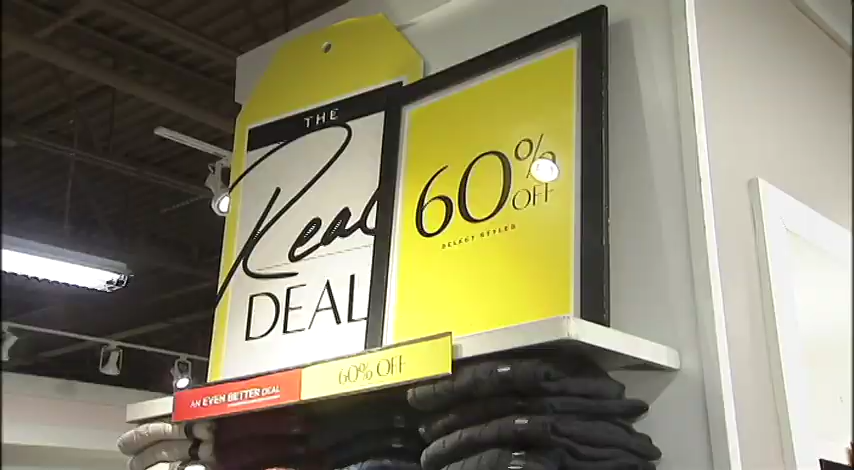 THE
Real
DEAL
60%
OFF
SELECT STYLES
AN EVEN BETTER DEAL
60% OFF